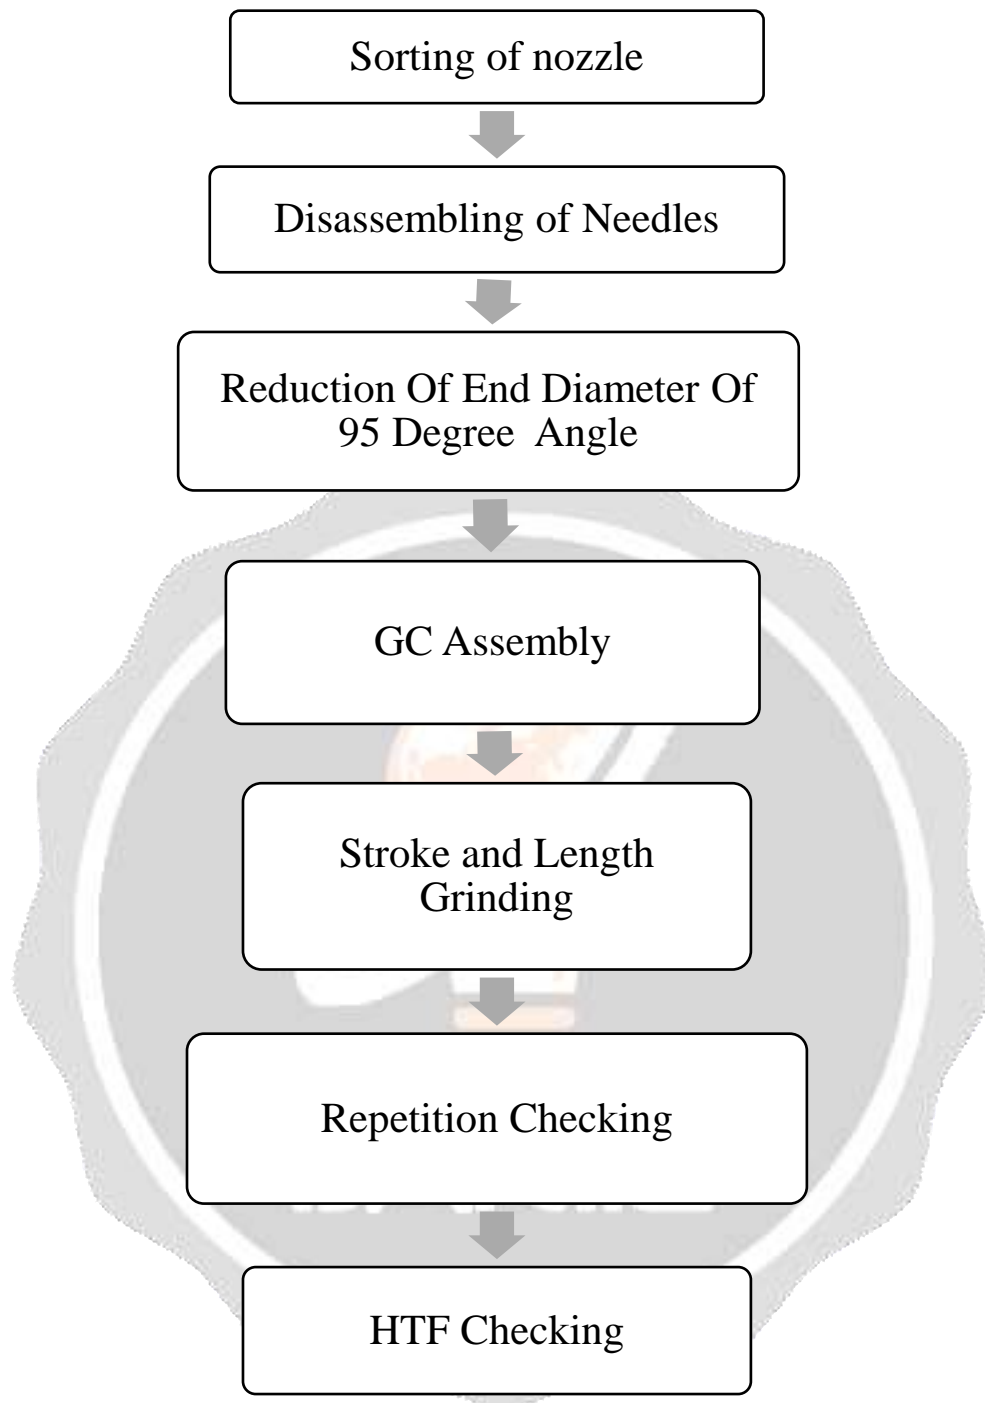 Sorting of nozzle
Disassembling of Needles
Reduction Of End Diameter Of
95 Degree Angle
GC Assembly
Stroke and Length
Grinding
Repetition Checking
HTF Checking